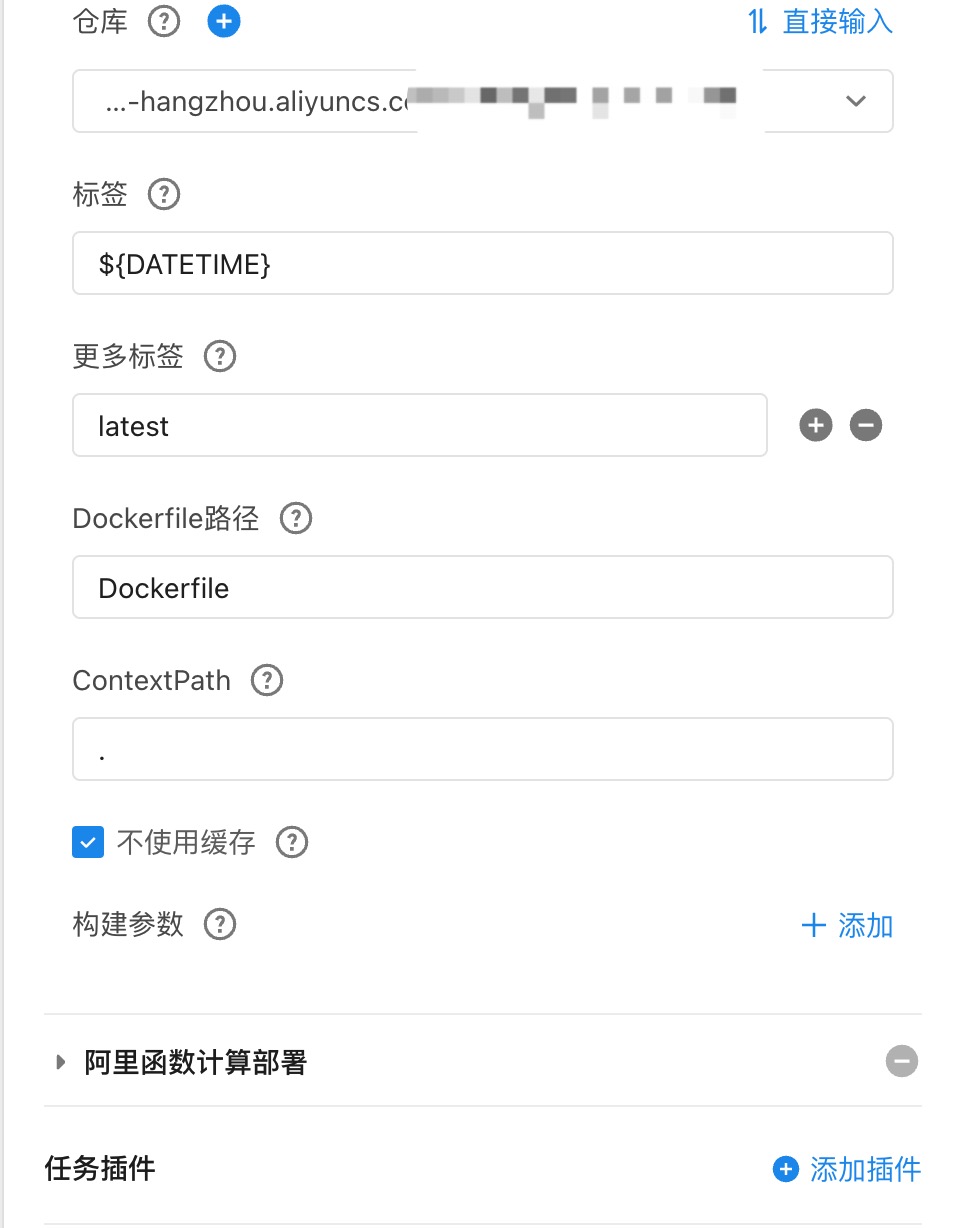 仓库
直接输入
...-hangzhou.aliyuncs.c
标签
${DATETIME}
更多标签
latest
Dockerfile路径
Dockerfile
ContextPath
.
不使用缓存
构建参数
添加
阿里函数计算部署
任务插件
添加插件